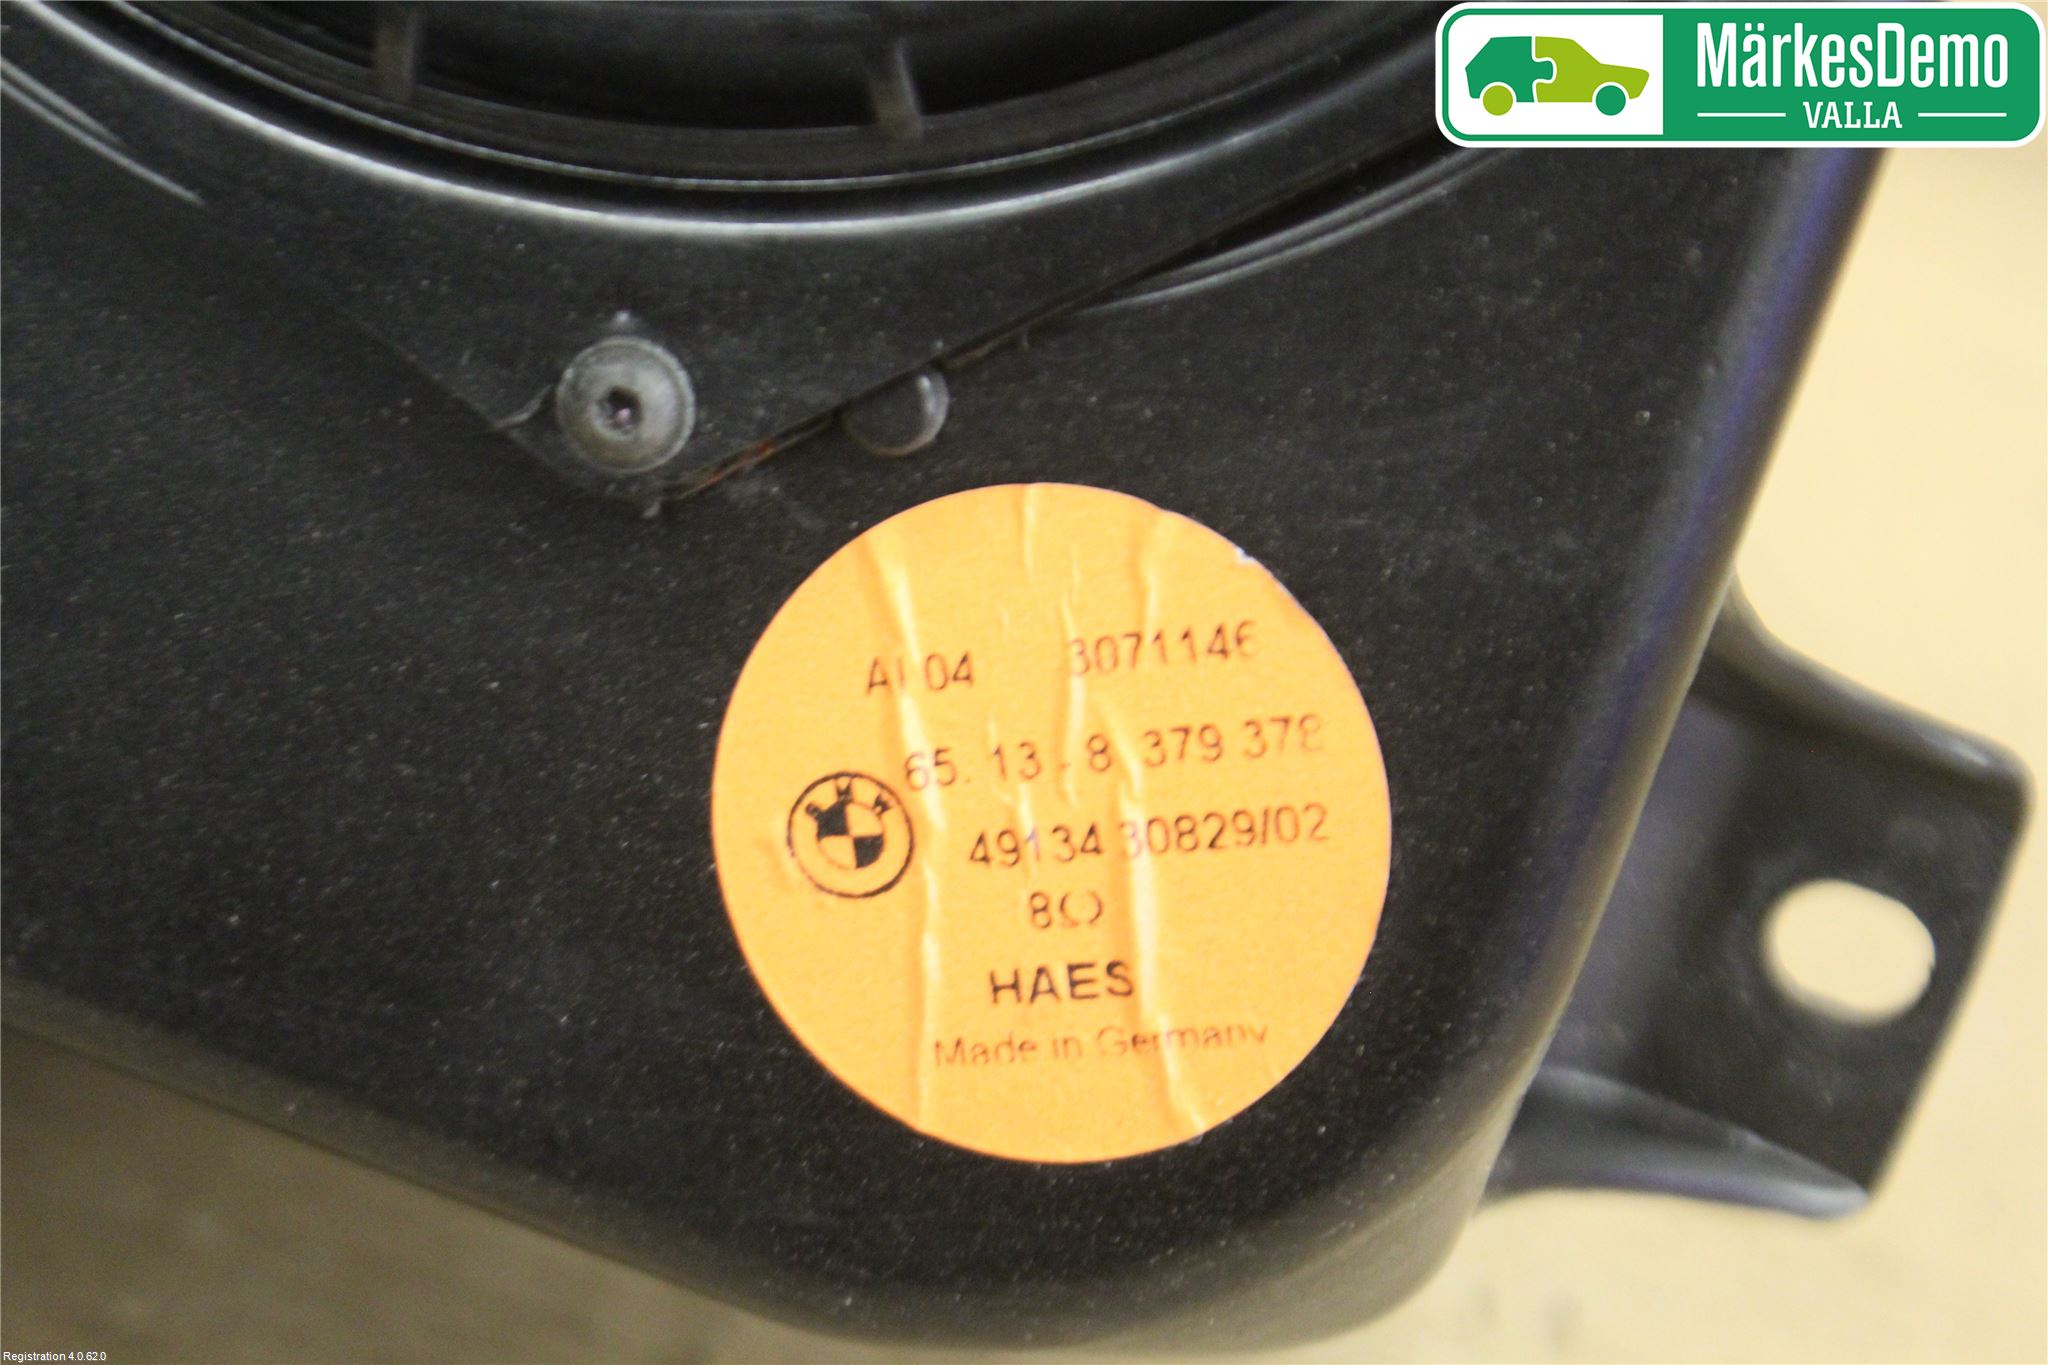 MärkesDemo
VALLA
AI 04 3071146
65. 13 - 8 379 378
BMW
49134 30829/02
8Ω
HAES
Made in Germany
Registration 4.0.62.0